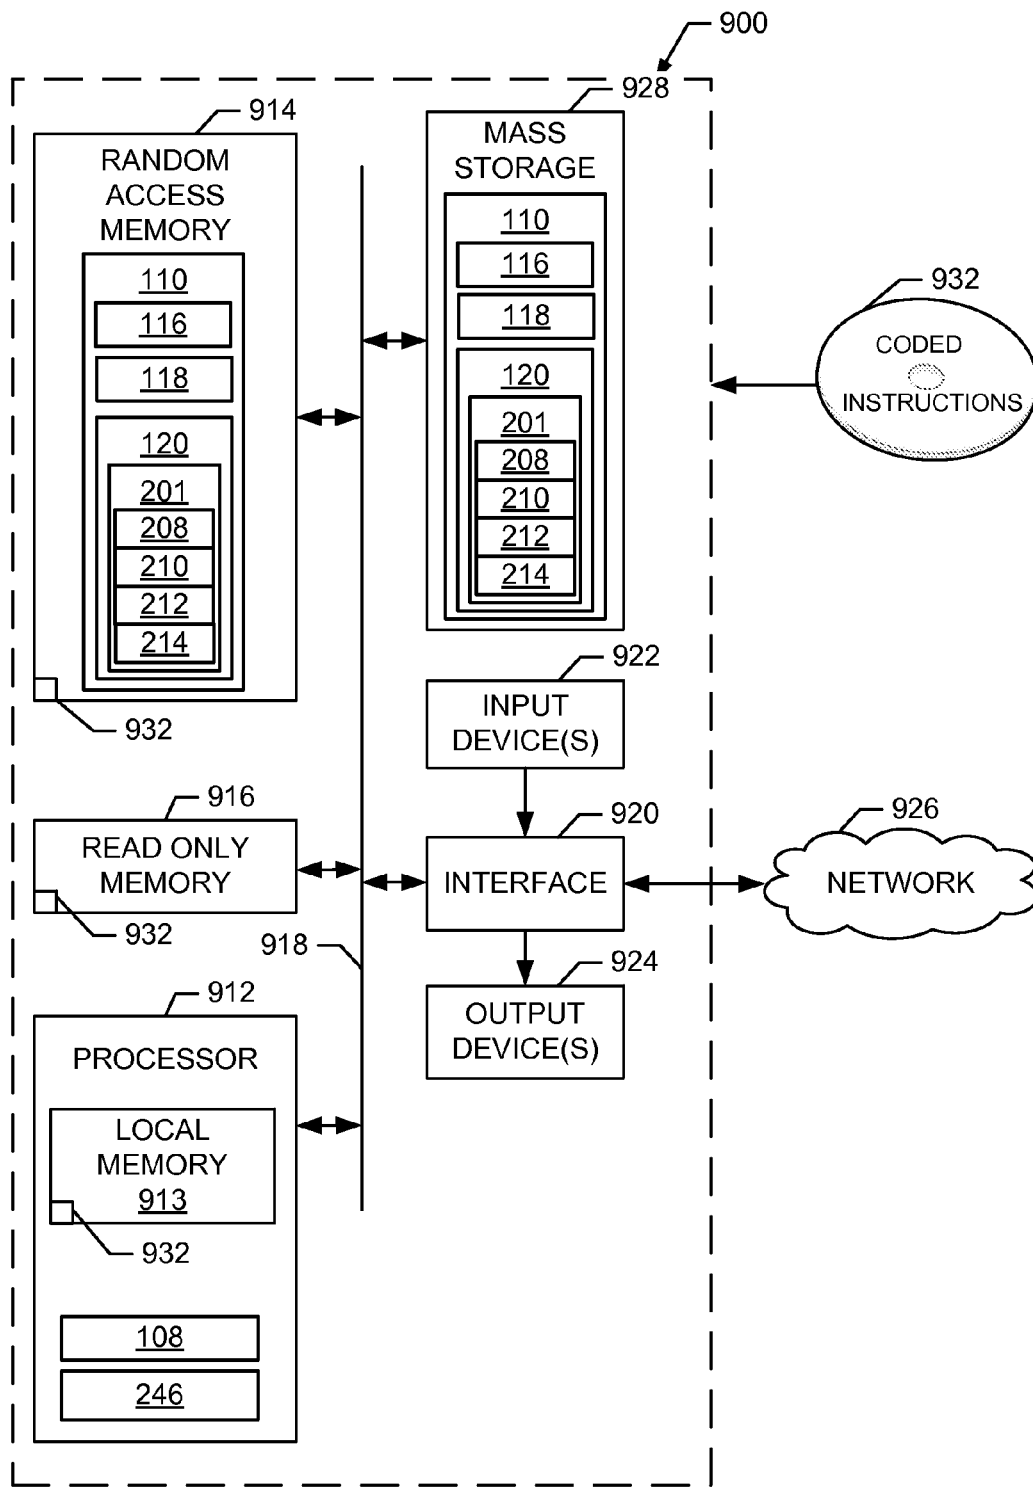 900
914
RANDOM
ACCESS
MEMORY
110
116
118
120
201
208
210
212
214
932
928
MASS
STORAGE
110
116
118
120
201
208
210
212
214
932
CODED
INSTRUCTIONS
922
INPUT
DEVICE(S)
916
READ ONLY
MEMORY
932
920
INTERFACE
926
NETWORK
918
924
OUTPUT
DEVICE(S)
912
PROCESSOR
LOCAL
MEMORY
913
932
108
246